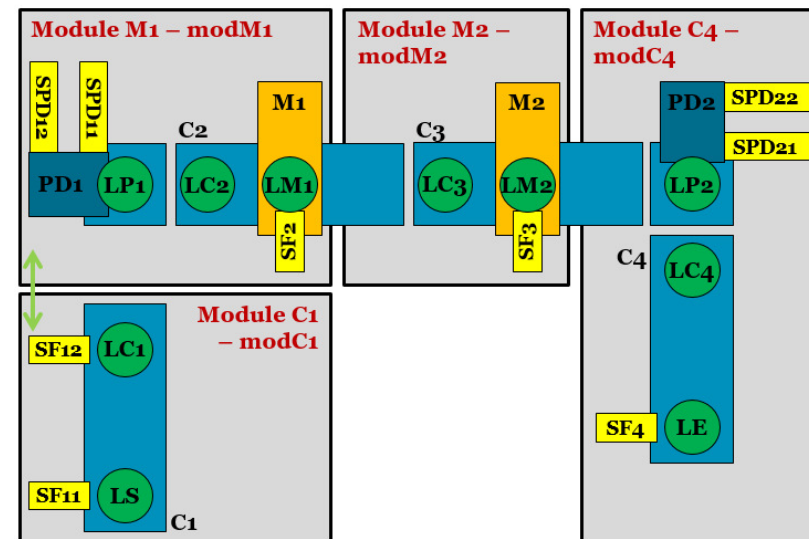 Module M1 – modM1
SPD12
SPD11
PD1
LP1
C2
LC2
M1
LM1
SF2
Module M2 –
modM2
C3
LC3
M2
LM2
SF3
Module C4 –
modC4
PD2
SPD22
SPD21
LP2
C4
LC4
SF4
LE
Module C1
– modC1
SF12
LC1
SF11
LS
C1